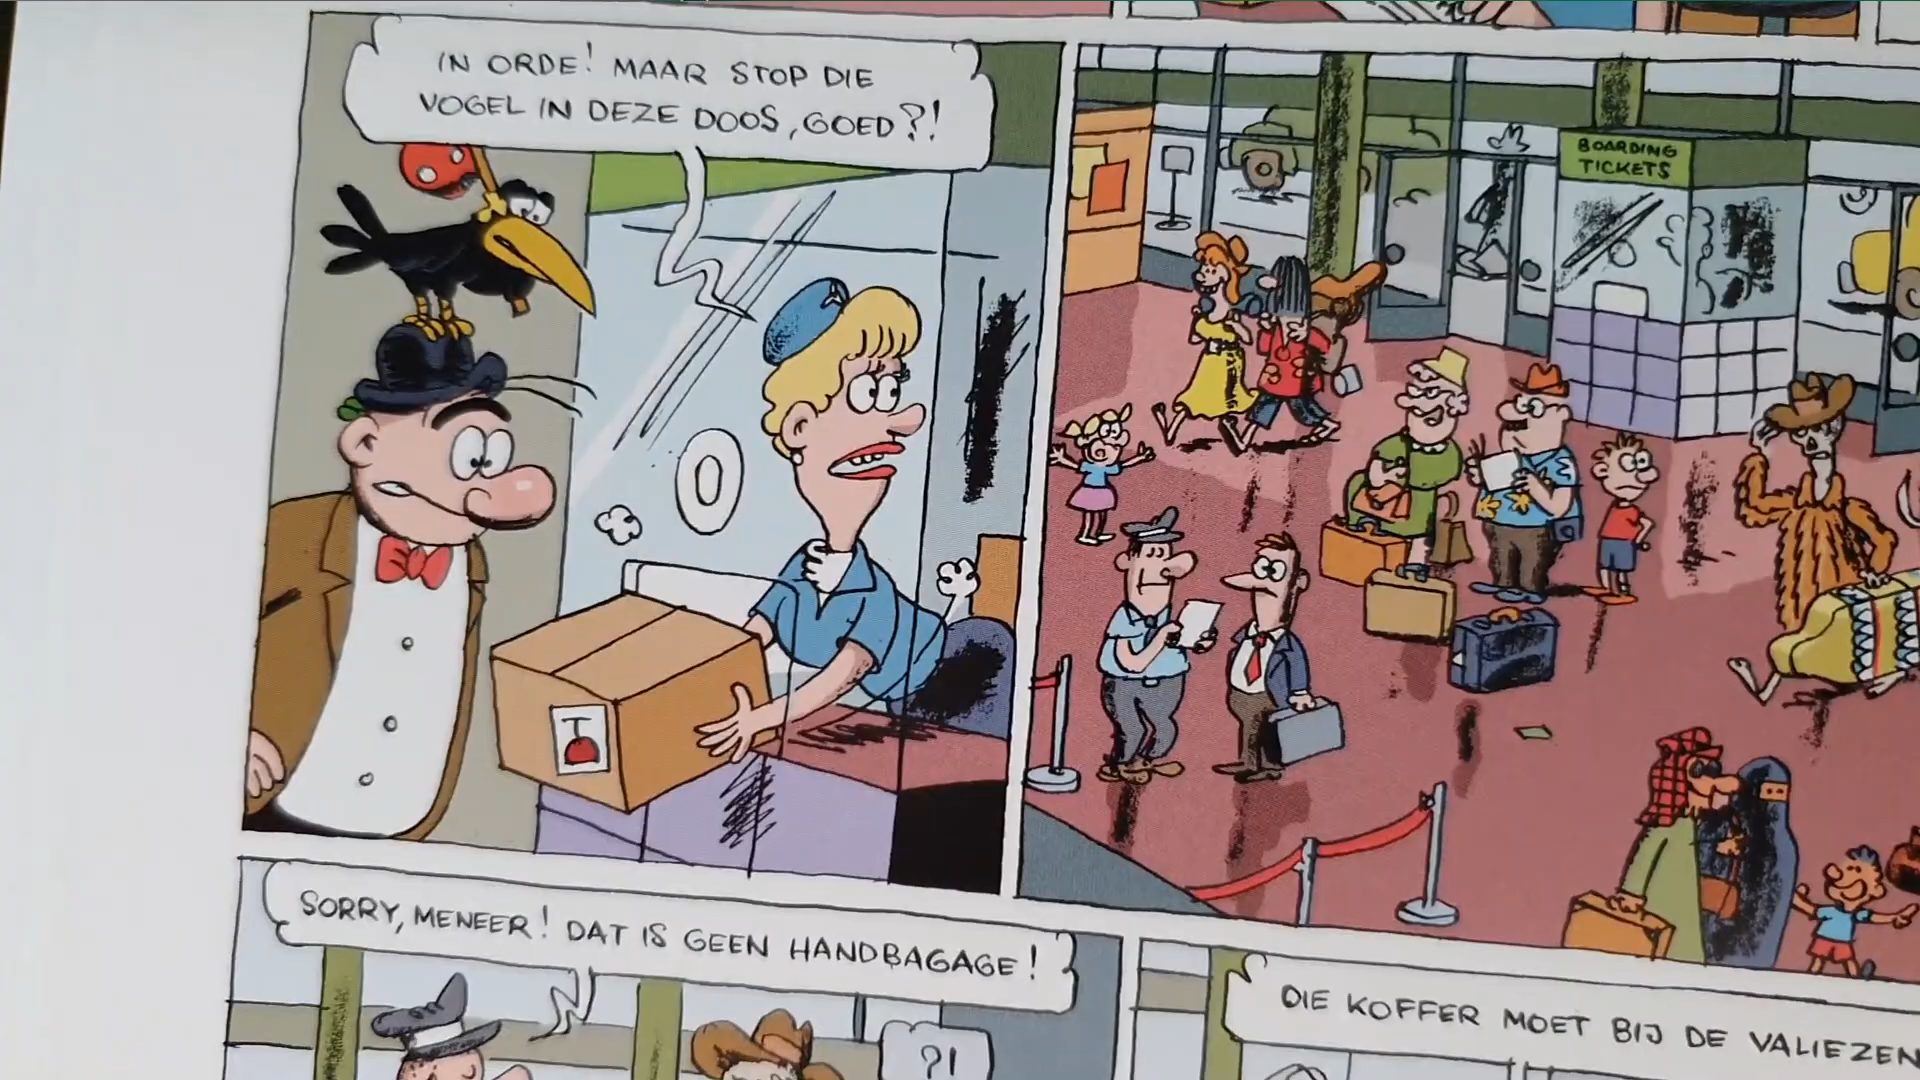 IN ORDE! MAAR STOP DIE
VOGEL IN DEZE DOOS, GOED?!
BOARDING
TICKETS
SORRY, MENEER! DAT IS GEEN HANDBAGAGE!
?!
DIE KOFFER MOET BIJ DE VALIEZEN